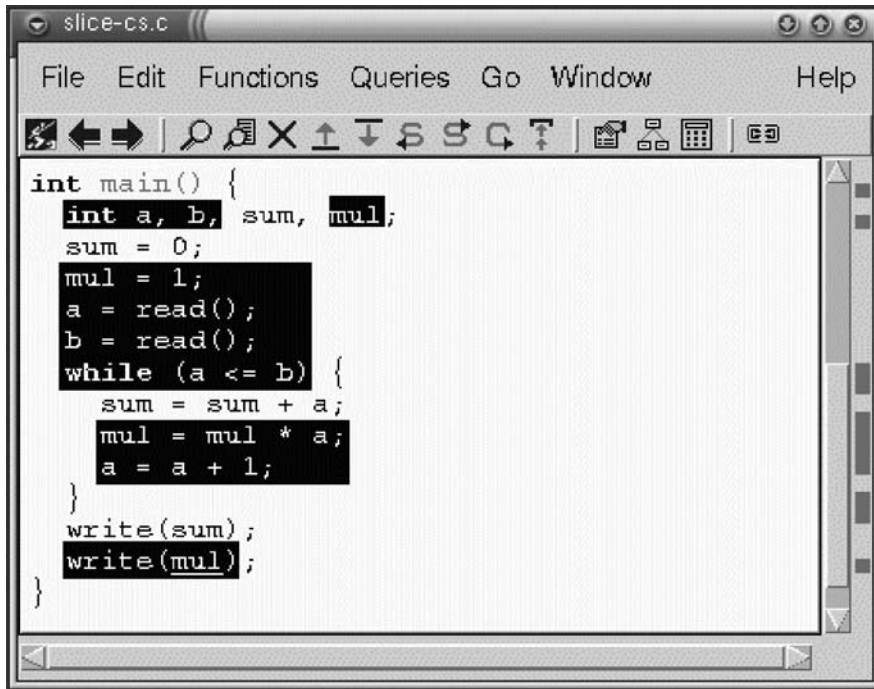 slice-cs.c
File Edit Functions Queries Go Window Help
int main() {
int a, b, sum, mul;
sum = 0;
mul = 1;
a = read();
b = read();
while (a <= b) {
sum = sum + a;
mul = mul * a;
a = a + 1;
}
write(sum);
write(mul);
}